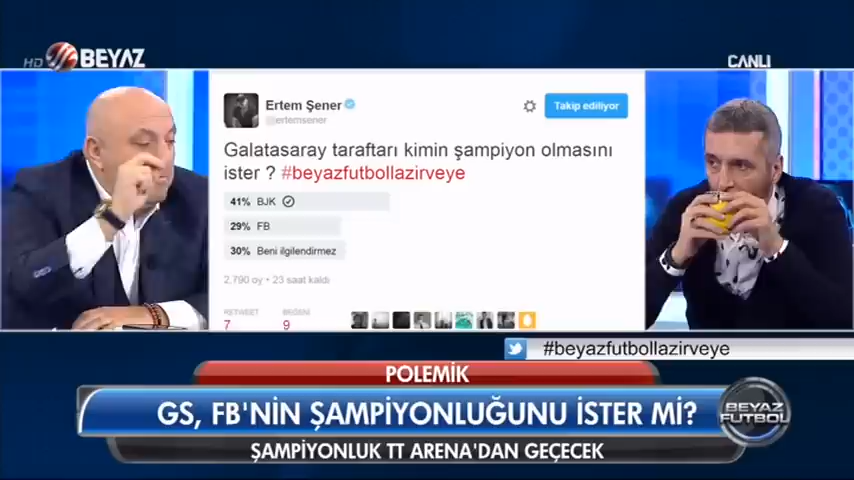 HD BEYAZ
CANLI
Ertem Şener
ertemsener
Takip ediliyor
Galatasaray taraftarı kimin şampiyon olmasını
ister ? #beyazfutbollazirveye
41% BJK
29% FB
30% Beni ilgilendirmez
2,790 oy • 23 saat kaldı
RETWEET BEĞENİ
7 9
#beyazfutbollazirveye
POLEMİK
GS, FB'NİN ŞAMPİYONLUĞUNU İSTER Mİ?
BEYAZ
FUTBOL
ŞAMPİYONLUK TT ARENA'DAN GEÇECEK